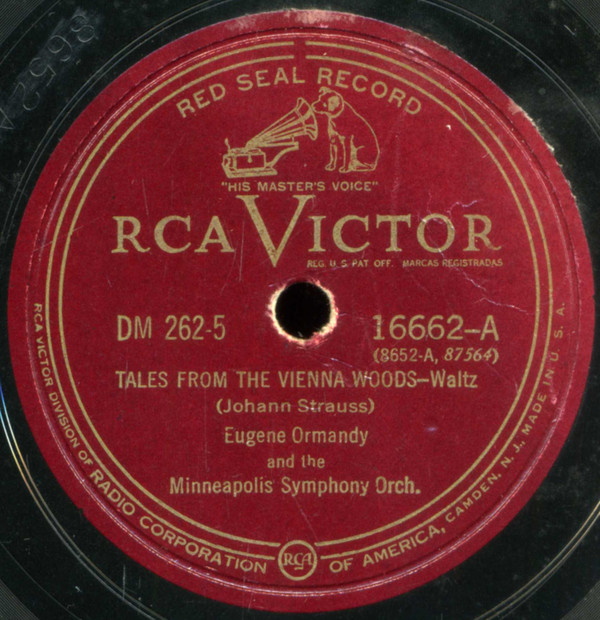 8652A
RED SEAL RECORD
"HIS MASTER'S VOICE"
RCA VICTOR
REG. U. S. PAT. OFF. MARCAS REGISTRADAS
DM 262-5 16662-A
(8652-A, 87564)
TALES FROM THE VIENNA WOODS—Waltz
(Johann Strauss)
Eugene Ormandy
and the
Minneapolis Symphony Orch.
RCA VICTOR DIVISION OF RADIO CORPORATION RCA OF AMERICA, CAMDEN, N. J., MADE IN U. S. A.